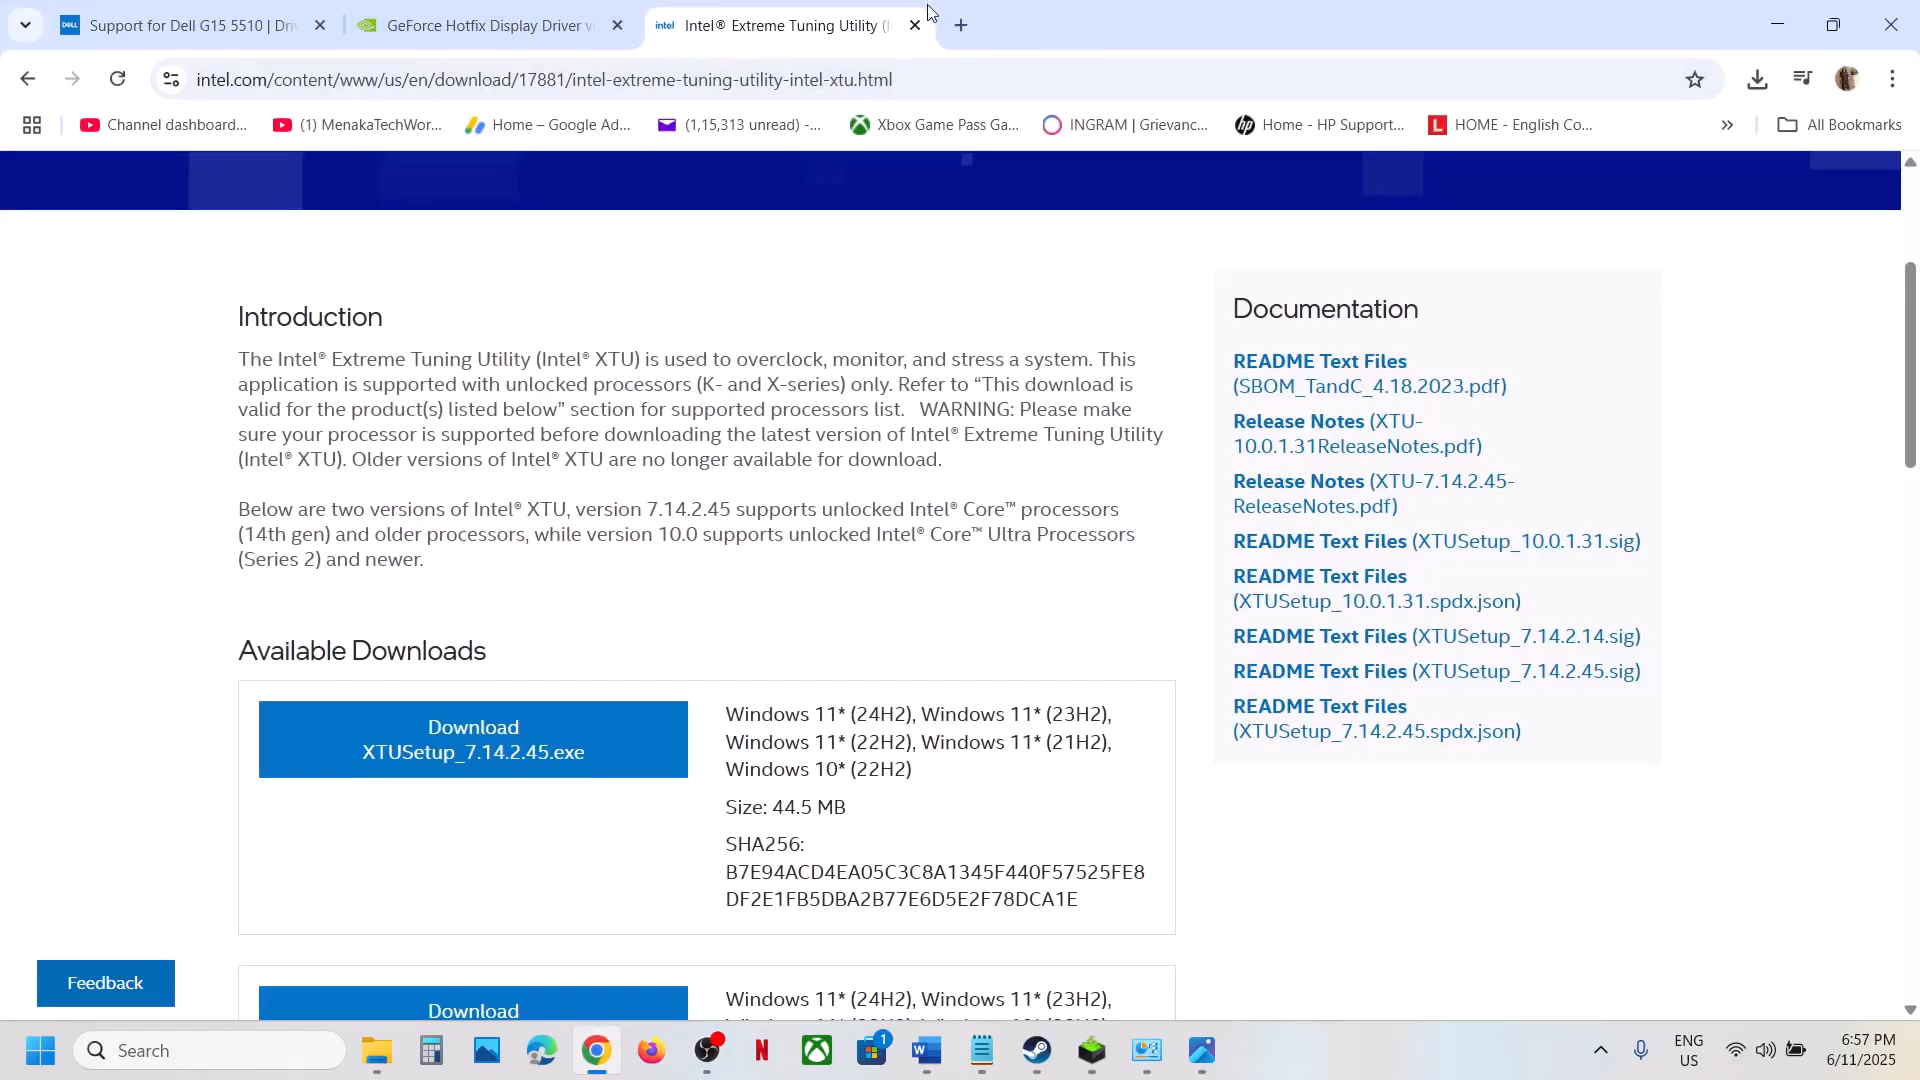 DELL Support for Dell G15 5510 | Dri
GeForce Hotfix Display Driver ve
intel Intel® Extreme Tuning Utility (I
intel.com/content/www/us/en/download/17881/intel-extreme-tuning-utility-intel-xtu.html
Channel dashboard...
(1) MenakaTechWor...
Home – Google Ad...
(1,15,313 unread) -...
Xbox Game Pass Ga...
INGRAM | Grievanc...
Home - HP Support...
HOME - English Co...
All Bookmarks
Introduction
The Intel® Extreme Tuning Utility (Intel® XTU) is used to overclock, monitor, and stress a system. This
application is supported with unlocked processors (K- and X-series) only. Refer to “This download is
valid for the product(s) listed below” section for supported processors list.   WARNING: Please make
sure your processor is supported before downloading the latest version of Intel® Extreme Tuning Utility
(Intel® XTU). Older versions of Intel® XTU are no longer available for download.
Below are two versions of Intel® XTU, version 7.14.2.45 supports unlocked Intel® Core™ processors
(14th gen) and older processors, while version 10.0 supports unlocked Intel® Core™ Ultra Processors
(Series 2) and newer.
Available Downloads
Download
XTUSetup_7.14.2.45.exe
Windows 11* (24H2), Windows 11* (23H2),
Windows 11* (22H2), Windows 11* (21H2),
Windows 10* (22H2)
Size: 44.5 MB
SHA256:
B7E94ACD4EA05C3C8A1345F440F57525FE8
DF2E1FB5DBA2B77E6D5E2F78DCA1E
Download
Windows 11* (24H2), Windows 11* (23H2),
Documentation
README Text Files
(SBOM_TandC_4.18.2023.pdf)
Release Notes (XTU-
10.0.1.31ReleaseNotes.pdf)
Release Notes (XTU-7.14.2.45-
ReleaseNotes.pdf)
README Text Files (XTUSetup_10.0.1.31.sig)
README Text Files
(XTUSetup_10.0.1.31.spdx.json)
README Text Files (XTUSetup_7.14.2.14.sig)
README Text Files (XTUSetup_7.14.2.45.sig)
README Text Files
(XTUSetup_7.14.2.45.spdx.json)
Feedback
Search
1
ENG
US
6:57 PM
6/11/2025